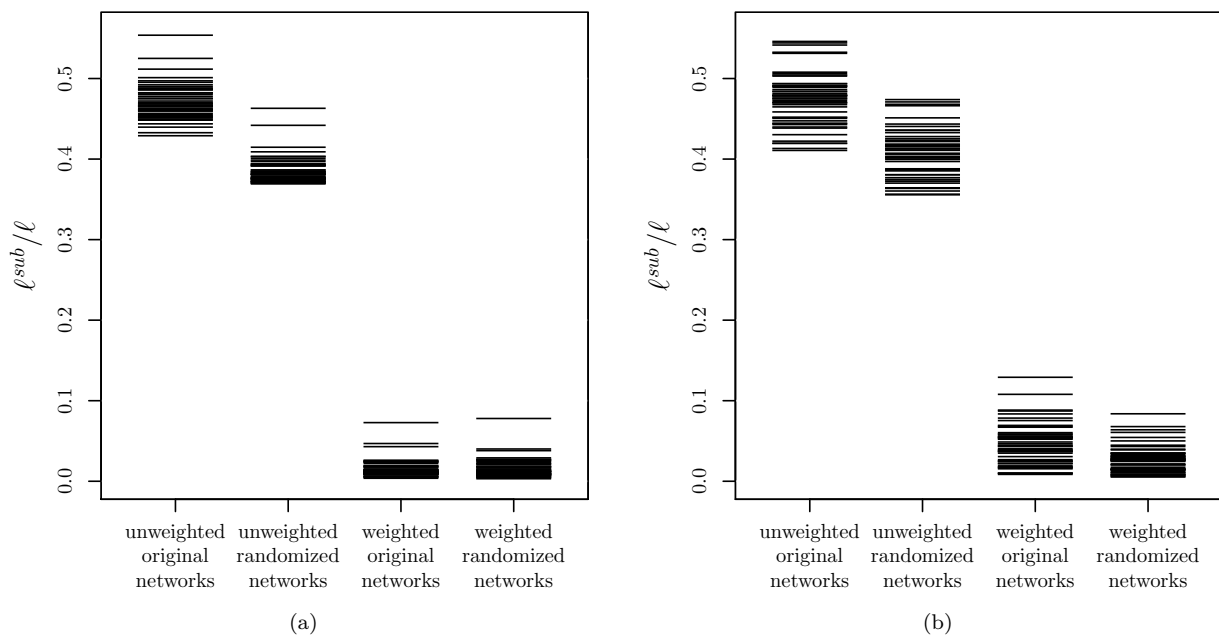 0.5
0.4
0.3
0.2
0.1
0.0
ℓ^sub/ℓ
unweighted
original
networks
unweighted
randomized
networks
weighted
original
networks
weighted
randomized
networks
(a)
0.5
0.4
0.3
0.2
0.1
0.0
ℓ^sub/ℓ
unweighted
original
networks
unweighted
randomized
networks
weighted
original
networks
weighted
randomized
networks
(b)